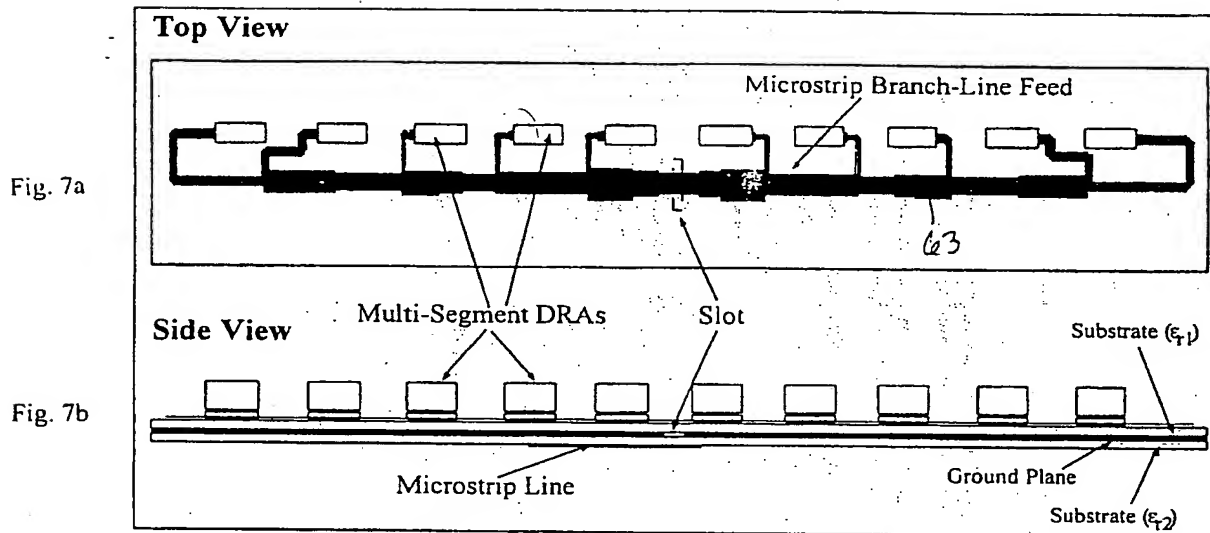 Top View
Microstrip Branch-Line Feed
Fig. 7a
63
Multi-Segment DRAs
Slot
Side View
Substrate (εr1)
Fig. 7b
Microstrip Line
Ground Plane
Substrate (εr2)